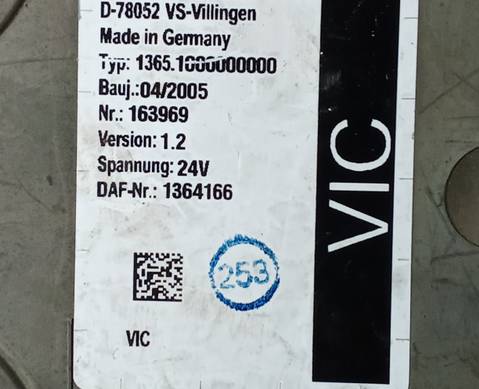 D-78052 VS-Villingen
Made in Germany
Typ: 1365.1000000000
Bauj.:04/2005
Nr.: 163969
Version: 1.2
Spannung: 24V
DAF-Nr.: 1364166
VIC
253
VIC